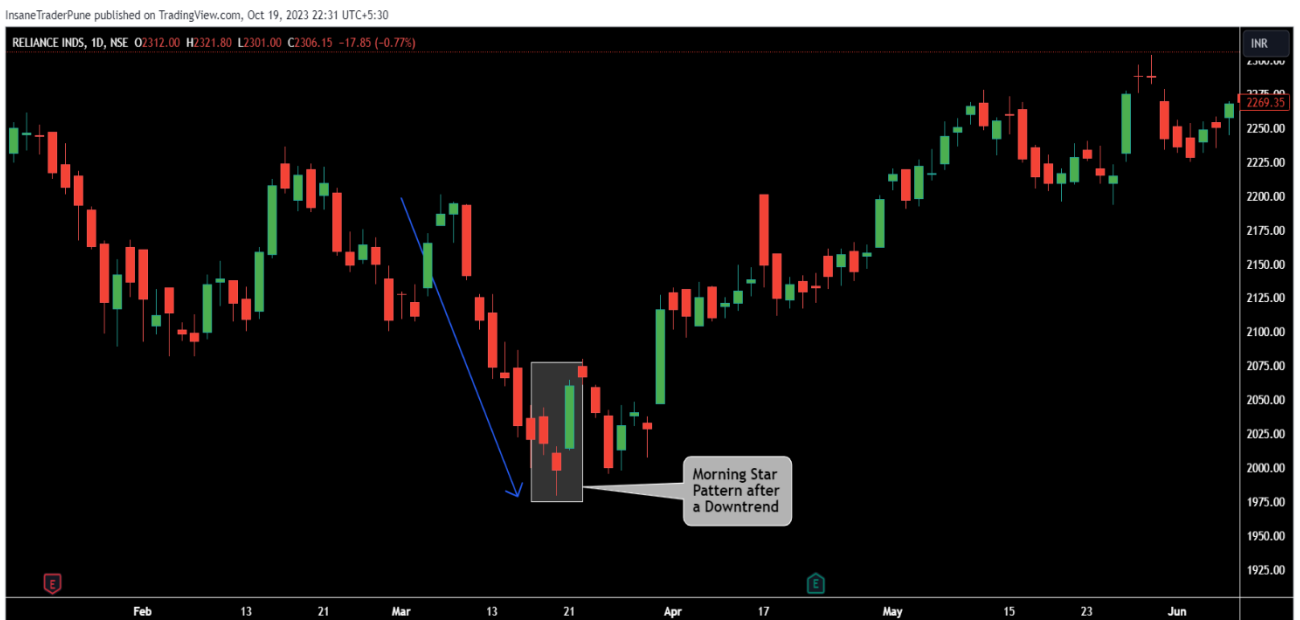 InsaneTraderPune published on TradingView.com, Oct 19, 2023 22:31 UTC+5:30
RELIANCE INDS, 1D, NSE O2312.00 H2321.80 L2301.00 C2306.15 −17.85 (−0.77%)
INR
2300.00
2275.00
2269.35
2250.00
2225.00
2200.00
2175.00
2150.00
2125.00
2100.00
2075.00
2050.00
2025.00
2000.00
1975.00
1950.00
1925.00
Morning Star
Pattern after
a Downtrend
E
E
Feb 13 21 Mar 13 21 Apr 17 May 15 23 Jun